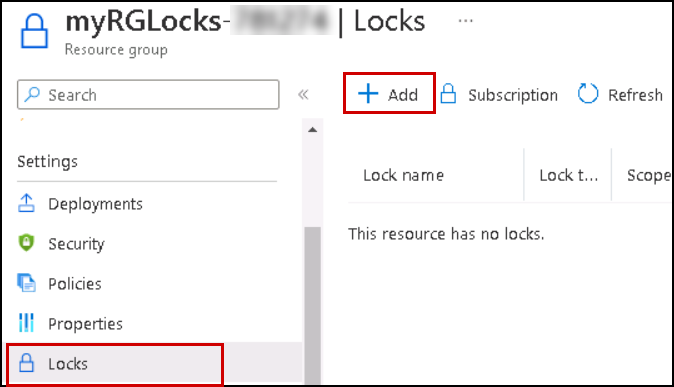 myRGLocks- | Locks ...
Resource group
Search
«
Add
Subscription
Refresh
Settings
Deployments
Security
Policies
Properties
Locks
Lock name
Lock t...
Scope
This resource has no locks.